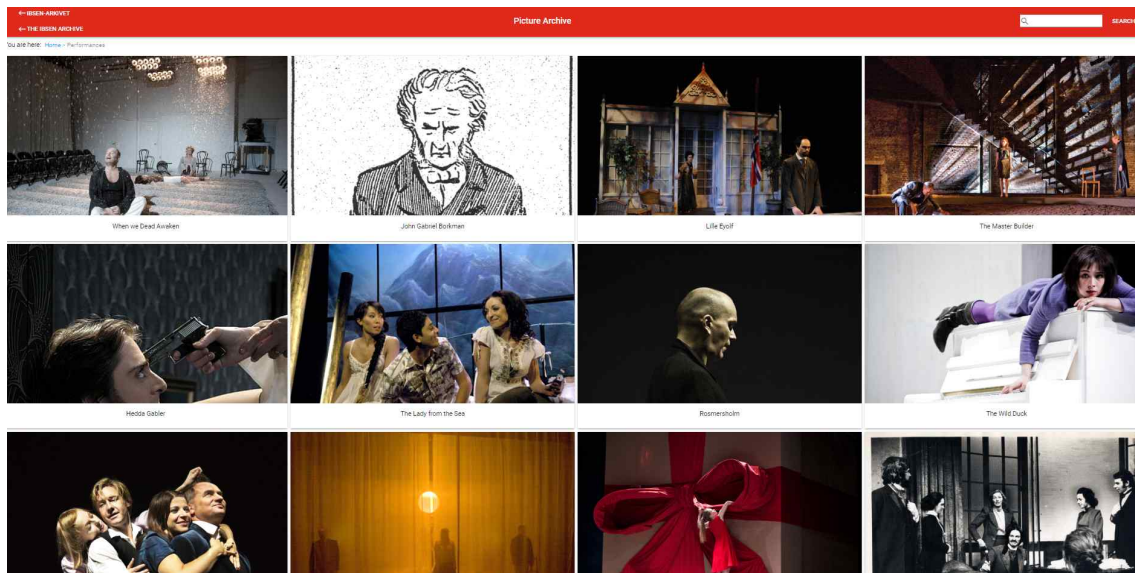 ← IBSEN-ARKIVET
← THE IBSEN ARCHIVE
Picture Archive
SEARCH
You are here: Home › Performances
When we Dead Awaken
John Gabriel Borkman
Lille Eyolf
The Master Builder
Hedda Gabler
The Lady from the Sea
Rosmersholm
The Wild Duck